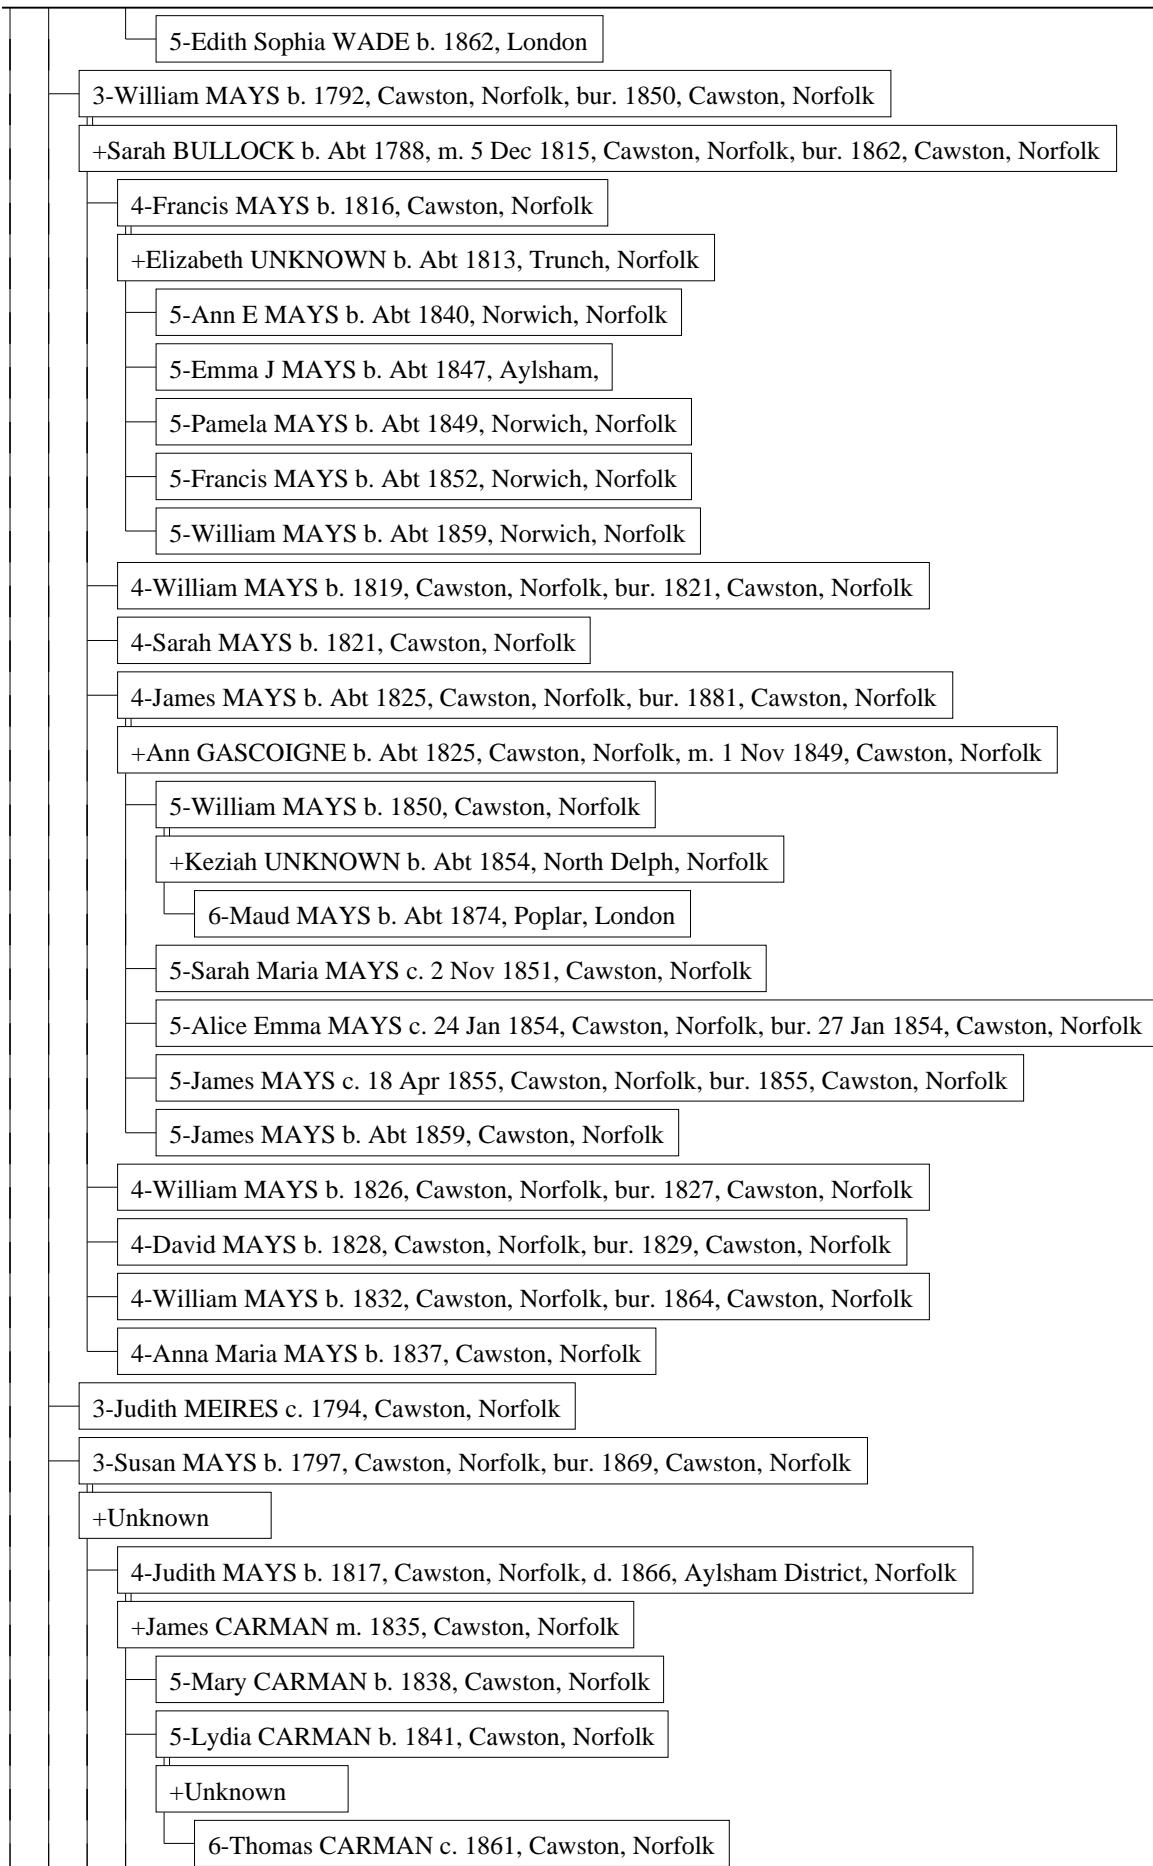 5-Edith Sophia WADE b. 1862, London
3-William MAYS b. 1792, Cawston, Norfolk, bur. 1850, Cawston, Norfolk
+Sarah BULLOCK b. Abt 1788, m. 5 Dec 1815, Cawston, Norfolk, bur. 1862, Cawston, Norfolk
4-Francis MAYS b. 1816, Cawston, Norfolk
+Elizabeth UNKNOWN b. Abt 1813, Trunch, Norfolk
5-Ann E MAYS b. Abt 1840, Norwich, Norfolk
5-Emma J MAYS b. Abt 1847, Aylsham,
5-Pamela MAYS b. Abt 1849, Norwich, Norfolk
5-Francis MAYS b. Abt 1852, Norwich, Norfolk
5-William MAYS b. Abt 1859, Norwich, Norfolk
4-William MAYS b. 1819, Cawston, Norfolk, bur. 1821, Cawston, Norfolk
4-Sarah MAYS b. 1821, Cawston, Norfolk
4-James MAYS b. Abt 1825, Cawston, Norfolk, bur. 1881, Cawston, Norfolk
+Ann GASCOIGNE b. Abt 1825, Cawston, Norfolk, m. 1 Nov 1849, Cawston, Norfolk
5-William MAYS b. 1850, Cawston, Norfolk
+Keziah UNKNOWN b. Abt 1854, North Delph, Norfolk
6-Maud MAYS b. Abt 1874, Poplar, London
5-Sarah Maria MAYS c. 2 Nov 1851, Cawston, Norfolk
5-Alice Emma MAYS c. 24 Jan 1854, Cawston, Norfolk, bur. 27 Jan 1854, Cawston, Norfolk
5-James MAYS c. 18 Apr 1855, Cawston, Norfolk, bur. 1855, Cawston, Norfolk
5-James MAYS b. Abt 1859, Cawston, Norfolk
4-William MAYS b. 1826, Cawston, Norfolk, bur. 1827, Cawston, Norfolk
4-David MAYS b. 1828, Cawston, Norfolk, bur. 1829, Cawston, Norfolk
4-William MAYS b. 1832, Cawston, Norfolk, bur. 1864, Cawston, Norfolk
4-Anna Maria MAYS b. 1837, Cawston, Norfolk
3-Judith MEIRES c. 1794, Cawston, Norfolk
3-Susan MAYS b. 1797, Cawston, Norfolk, bur. 1869, Cawston, Norfolk
+Unknown
4-Judith MAYS b. 1817, Cawston, Norfolk, d. 1866, Aylsham District, Norfolk
+James CARMAN m. 1835, Cawston, Norfolk
5-Mary CARMAN b. 1838, Cawston, Norfolk
5-Lydia CARMAN b. 1841, Cawston, Norfolk
+Unknown
6-Thomas CARMAN c. 1861, Cawston, Norfolk